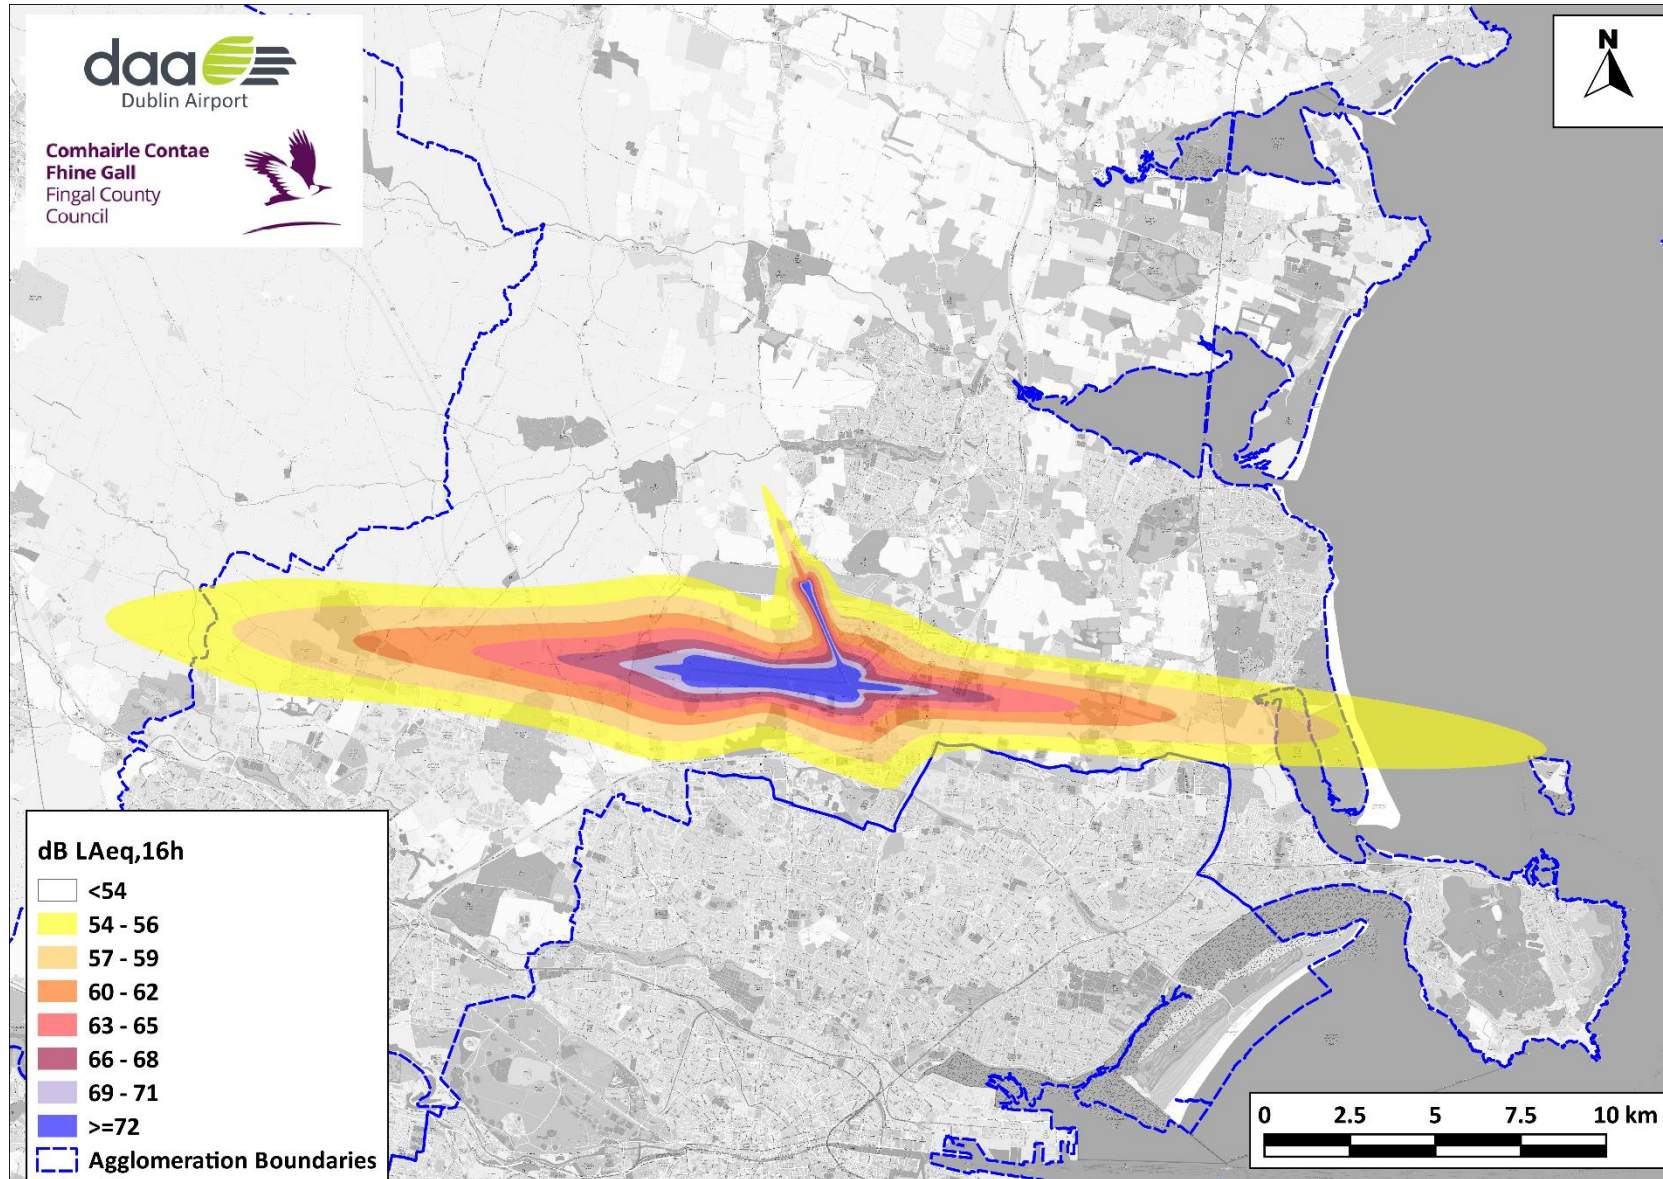 daa
Dublin Airport
Comhairle Contae
Fhine Gall
Fingal County
Council
N
dB LAeq,16h
<54
54 - 56
57 - 59
60 - 62
63 - 65
66 - 68
69 - 71
>=72
Agglomeration Boundaries
0 2.5 5 7.5 10 km